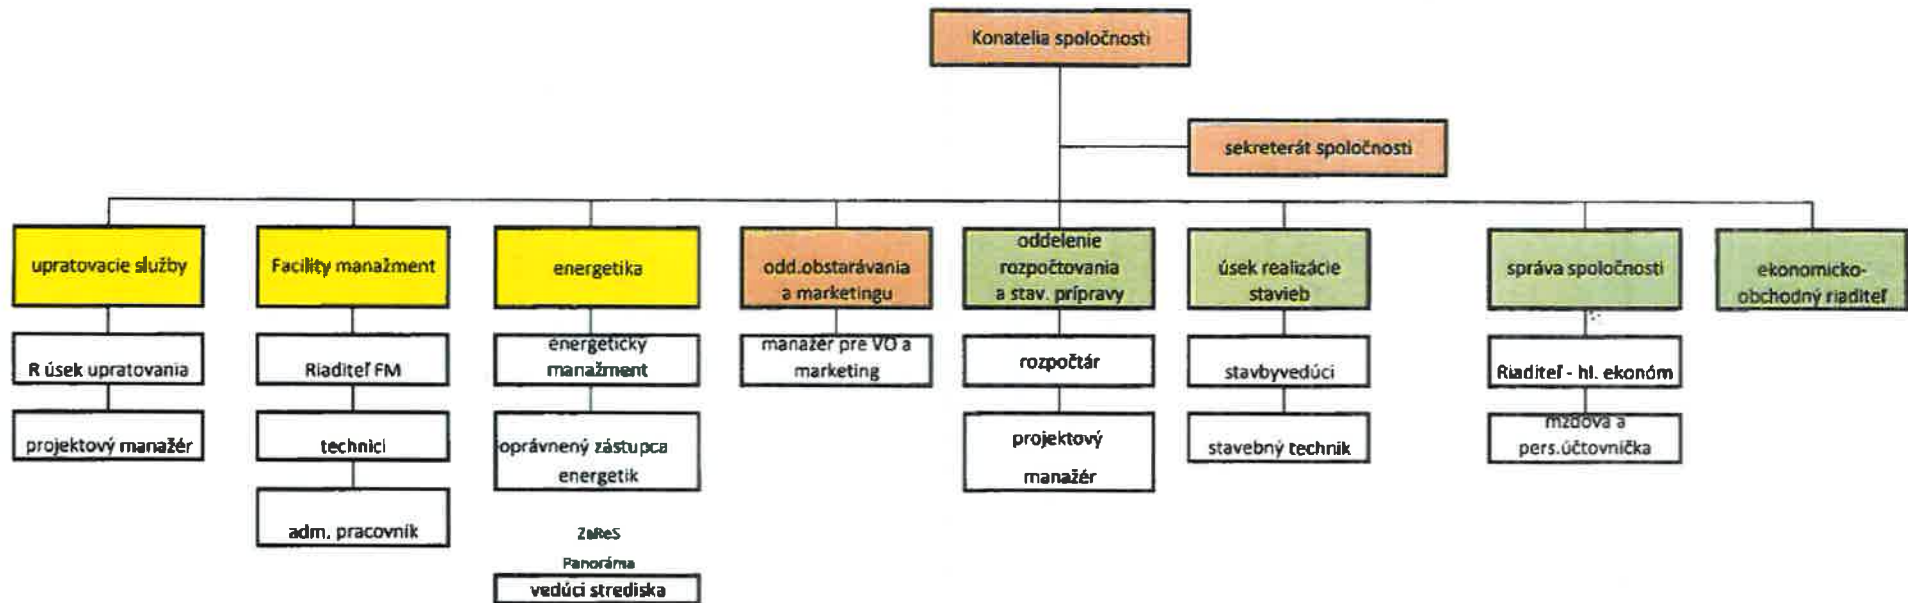 Konatelia spoločnosti
sekreterát spoločnosti
upratovacie služby
Facility manažment
energetika
odd.obstarávania
a marketingu
oddelenie
rozpočtovania
a stav. prípravy
úsek realizácie
stavieb
správa spoločnosti
ekonomicko-
obchodný riaditeľ
R úsek upratovania
projektový manažér
Riaditeľ FM
technici
adm. pracovník
energetický
manažment
oprávnený zástupca
energetik
ZaReS
Panoráma
vedúci strediska
manažér pre VO a
marketing
rozpočtár
projektový
manažér
stavbyvedúci
stavebný technik
Riaditeľ - hl. ekonóm
mzdová a
pers.účtovníčka